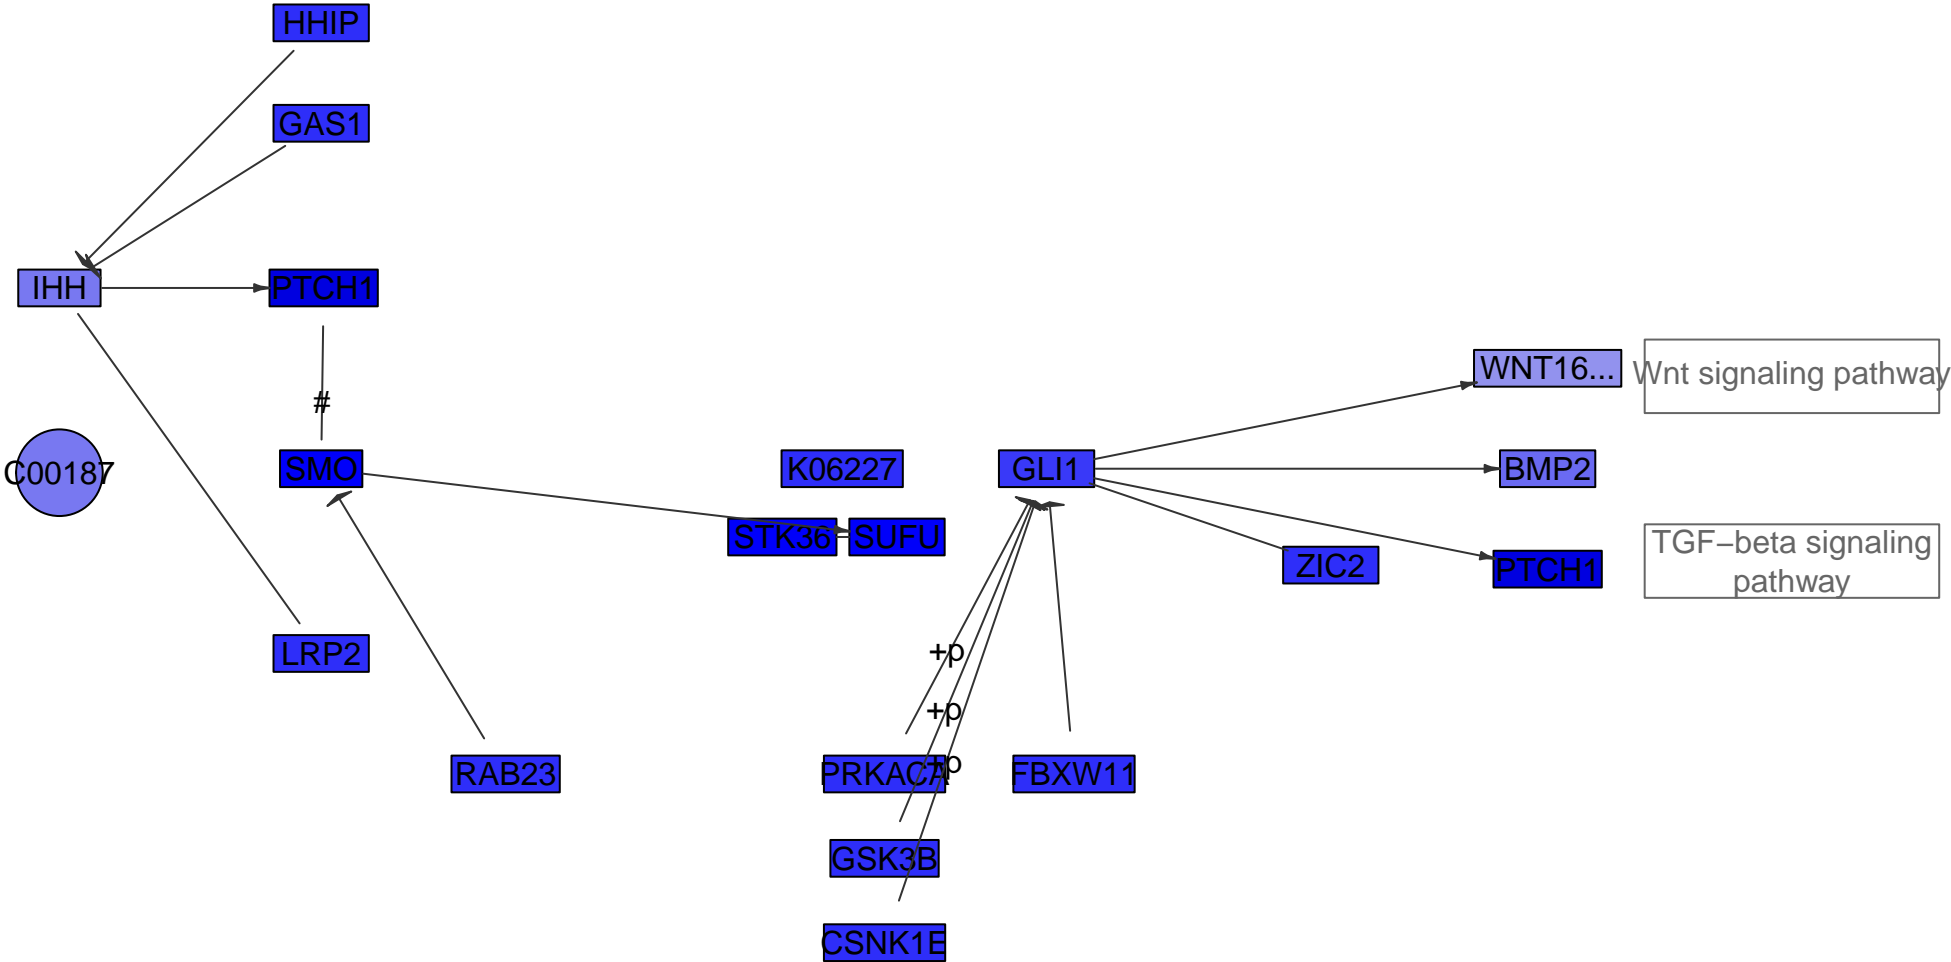 HHIP
GAS1
IHH
PTCH1
WNT16...
Wnt signaling pathway
#
C00187
SMO
K06227
GLI1
BMP2
STK36
SUFU
ZIC2
PTCH1
TGF−beta signaling
pathway
LRP2
+p
+p
+p
RAB23
PRKACA
FBXW11
GSK3B
CSNK1E